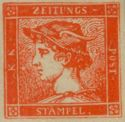 ZEITUNGS-
K.K.
POST
STAMPEL.